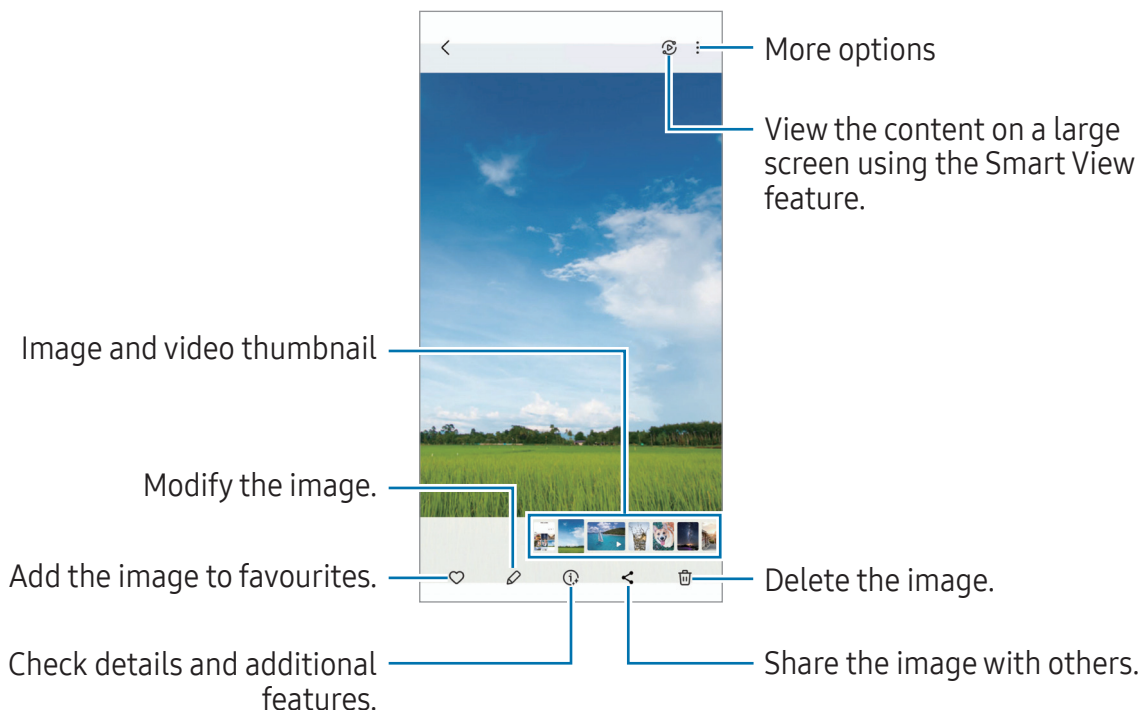 More options
View the content on a large
screen using the Smart View
feature.
Image and video thumbnail
Modify the image.
Add the image to favourites.
Delete the image.
Check details and additional
features.
Share the image with others.